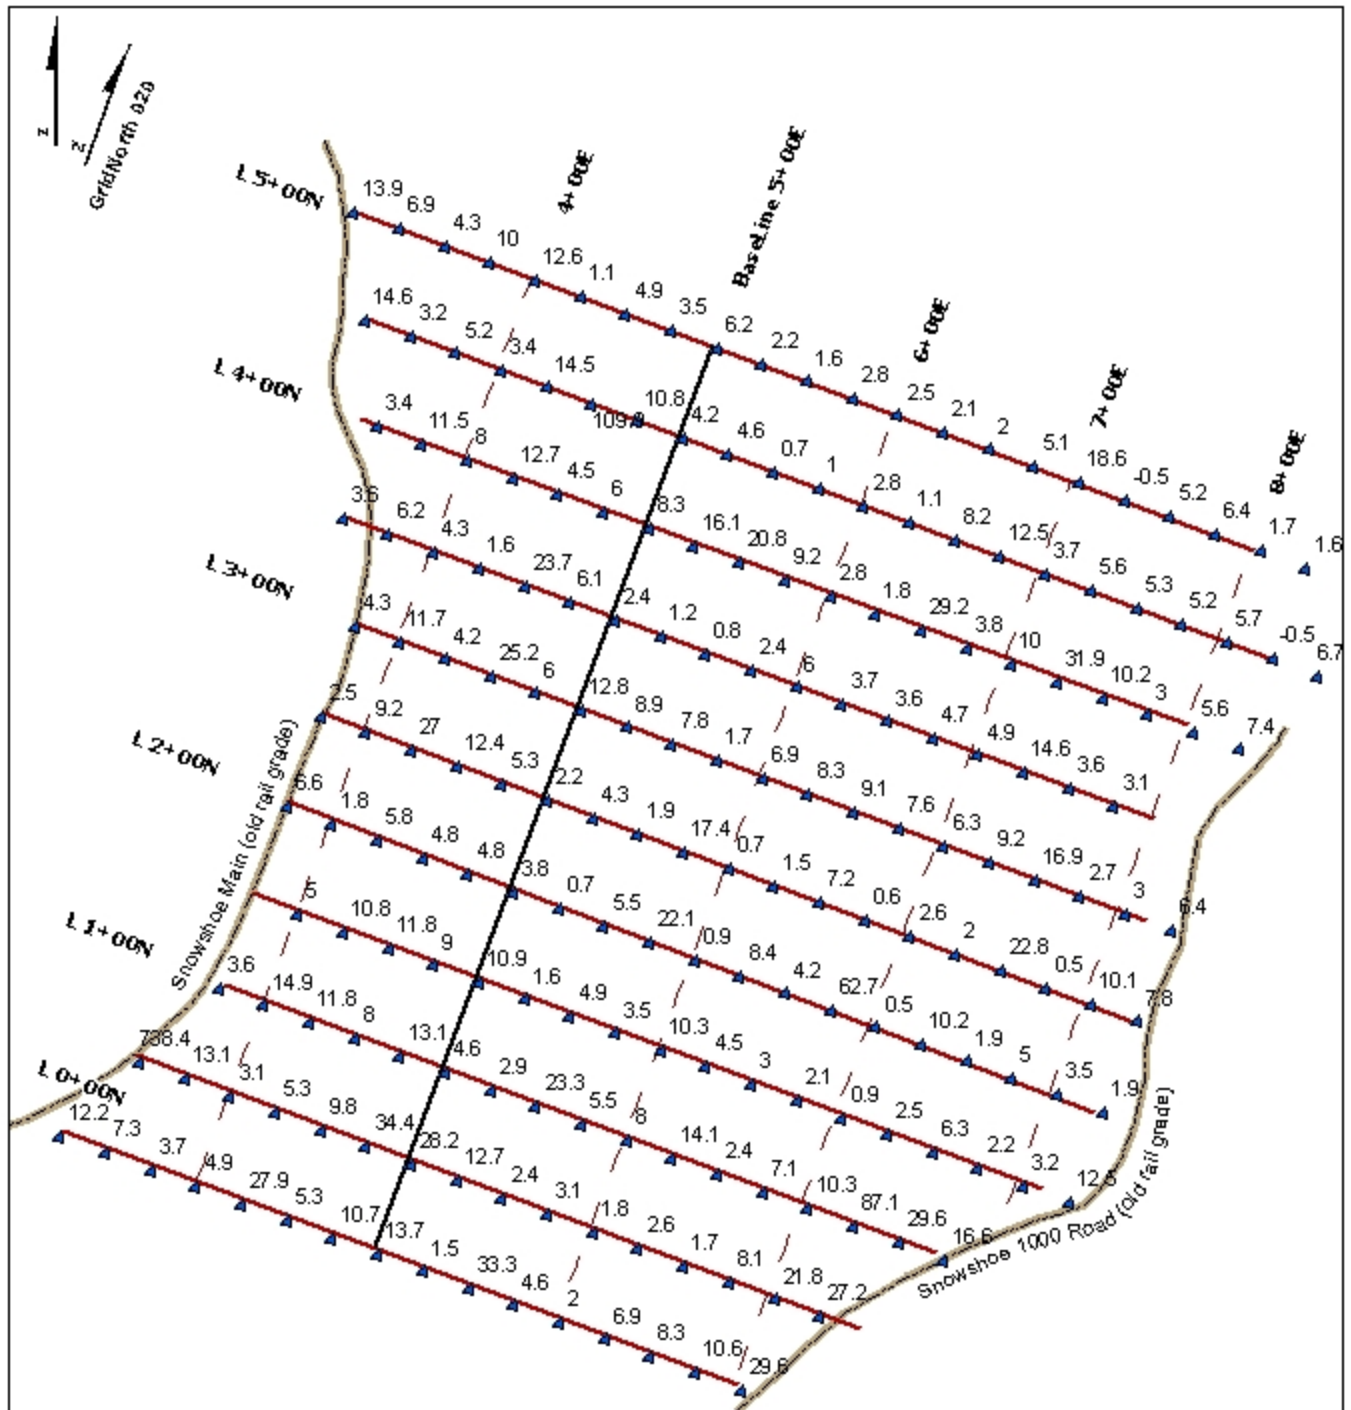 N
N
GridNorth 020
4+00E
BaseLine 5+00E
6+00E
7+00E
8+00E
L 5+00N
13.9 6.9 4.3 10 12.6 1.1 4.9 3.5 6.2 2.2 1.6 2.8 2.5 2.1 2 5.1 18.6 -0.5 5.2 6.4 1.7 1.6
14.6 3.2 5.2 3.4 14.5 10.8 4.2 4.6 0.7 1 2.8 1.1 8.2 12.5 3.7 5.6 5.3 5.2 5.7 -0.5 6.7
L 4+00N
3.4 11.5 8 12.7 4.5 6 8.3 16.1 20.8 9.2 2.8 1.8 29.2 3.8 10 31.9 10.2 3 5.6 7.4
3.6 6.2 4.3 1.6 23.7 6.1 2.4 1.2 0.8 2.4 6 3.7 3.6 4.7 4.9 14.6 3.6 3.1
L 3+00N
4.3 11.7 4.2 25.2 6 12.8 8.9 7.8 1.7 6.9 8.3 9.1 7.6 6.3 9.2 16.9 2.7 3 6.4
2.5 9.2 27 12.4 5.3 2.2 4.3 1.9 17.4 0.7 1.5 7.2 0.6 2.6 2 22.8 0.5 10.1 7.8
L 2+00N
6.6 1.8 5.8 4.8 4.8 3.8 0.7 5.5 22.1 0.9 8.4 4.2 62.7 0.5 10.2 1.9 5 3.5 1.9
5 10.8 11.8 9 10.9 1.6 4.9 3.5 10.3 4.5 3 2.1 0.9 2.5 6.3 2.2 3.2 12.5
L 1+00N
3.6 14.9 11.8 8 13.1 4.6 2.9 23.3 5.5 8 14.1 2.4 7.1 10.3 87.1 29.6 16.6
738.4 13.1 3.1 5.3 9.8 34.4 28.2 12.7 2.4 3.1 1.8 2.6 1.7 8.1 21.8 27.2
L 0+00N
12.2 7.3 3.7 4.9 27.9 5.3 10.7 13.7 1.5 33.3 4.6 2 6.9 8.3 10.6 29.6
Snowshoe Main (old rail grade)
Snowshoe 1000 Road (old rail grade)